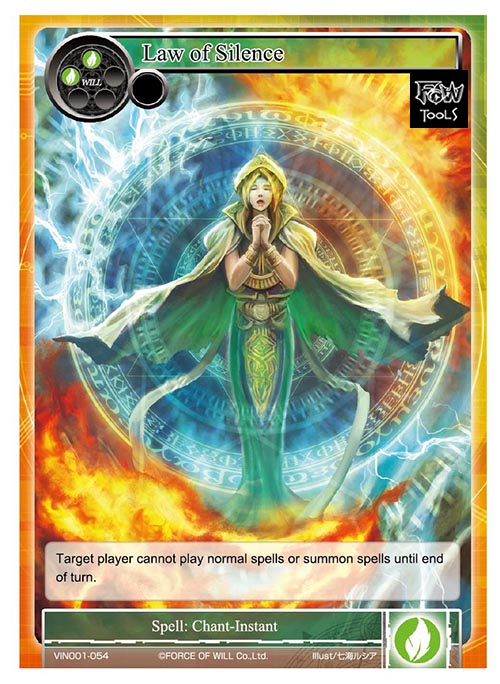 Law of Silence
WILL
FOW
TOOLS
Target player cannot play normal spells or summon spells until end
of turn.
Spell: Chant-Instant
VIN001-054 ©FORCE OF WILL Co.,Ltd. Illust/七海ルシア